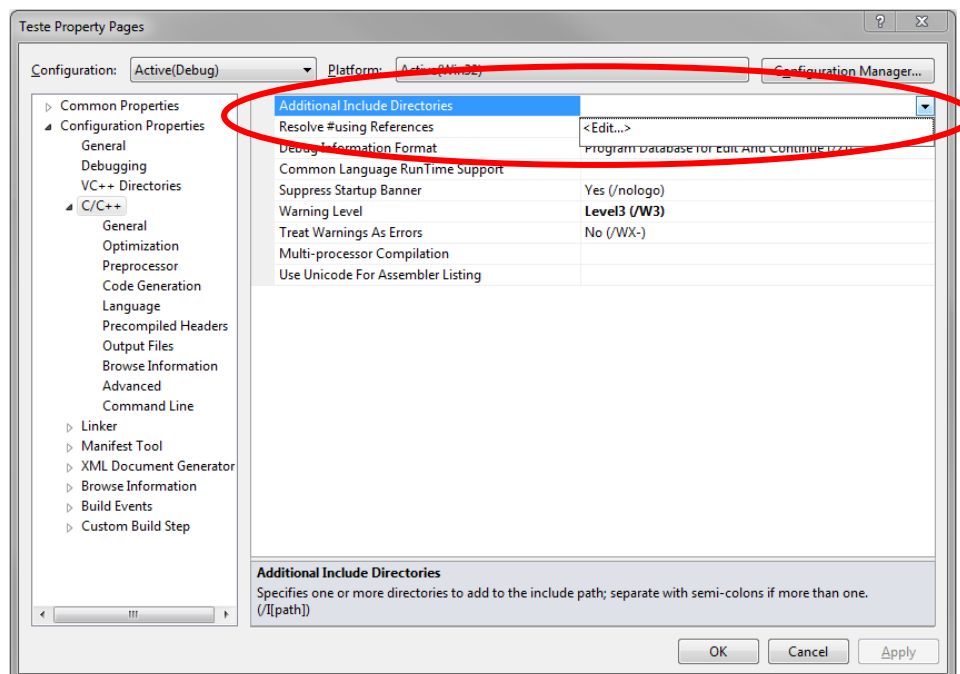 Teste Property Pages
Configuration: Active(Debug) Platform: Active(Win32) Configuration Manager...
Common Properties
Configuration Properties
General
Debugging
VC++ Directories
C/C++
General
Optimization
Preprocessor
Code Generation
Language
Precompiled Headers
Output Files
Browse Information
Advanced
Command Line
Linker
Manifest Tool
XML Document Generator
Browse Information
Build Events
Custom Build Step
Additional Include Directories
Resolve #using References <Edit...>
Debug Information Format Program Database for Edit And Continue (/ZI)
Common Language RunTime Support
Suppress Startup Banner Yes (/nologo)
Warning Level Level3 (/W3)
Treat Warnings As Errors No (/WX-)
Multi-processor Compilation
Use Unicode For Assembler Listing
Additional Include Directories
Specifies one or more directories to add to the include path; separate with semi-colons if more than one.
(/I[path])
OK Cancel Apply